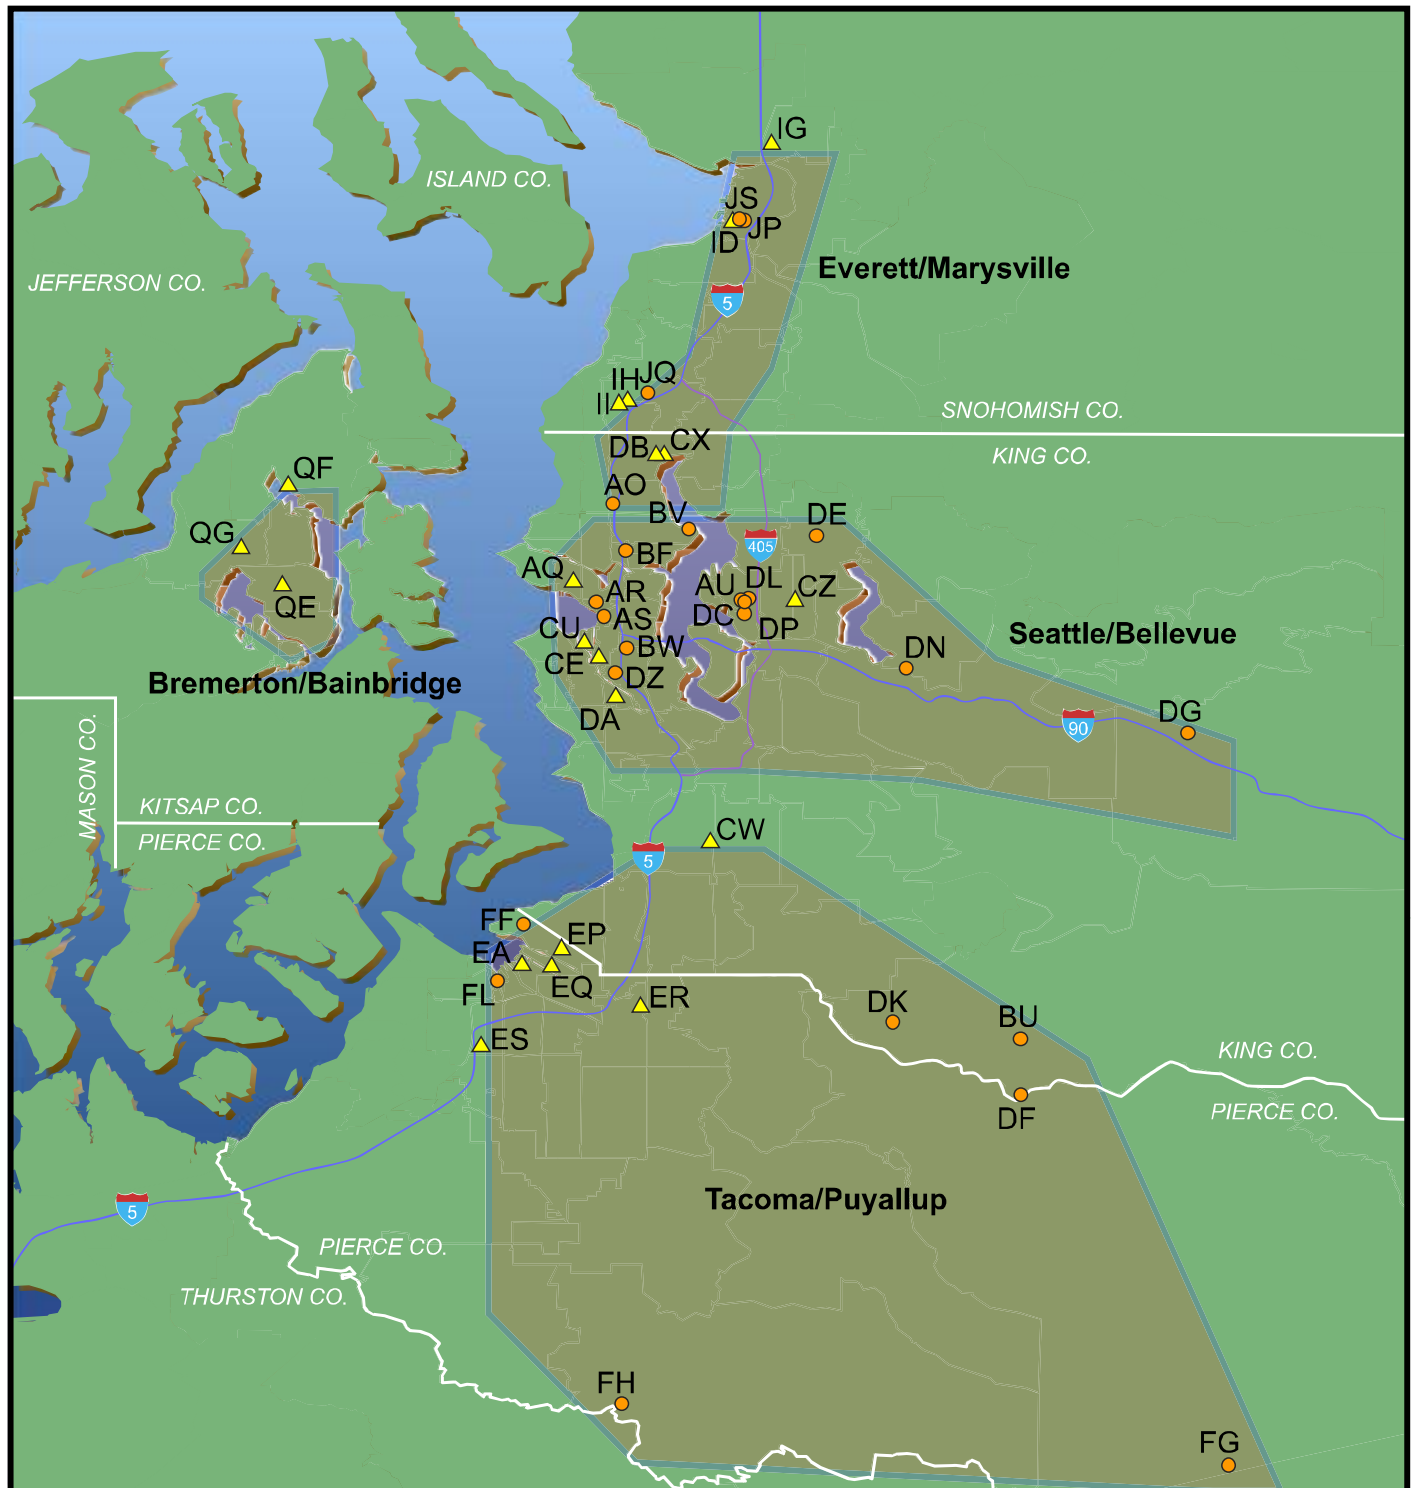 IG
ISLAND CO.
JS
JP
ID
Everett/Marysville
JEFFERSON CO.
5
IH
JQ
II
SNOHOMISH CO.
DB
CX
KING CO.
QF
AO
BV
DE
QG
405
BF
AQ
AU
DL
CZ
AR
QE
DC
AS
DP
CU
BW
Seattle/Bellevue
CE
DN
DZ
Bremerton/Bainbridge
DA
DG
90
MASON CO.
KITSAP CO.
CW
PIERCE CO.
5
FF
EP
EA
EQ
FL
ER
DK
BU
ES
KING CO.
DF
PIERCE CO.
Tacoma/Puyallup
5
PIERCE CO.
THURSTON CO.
FH
FG